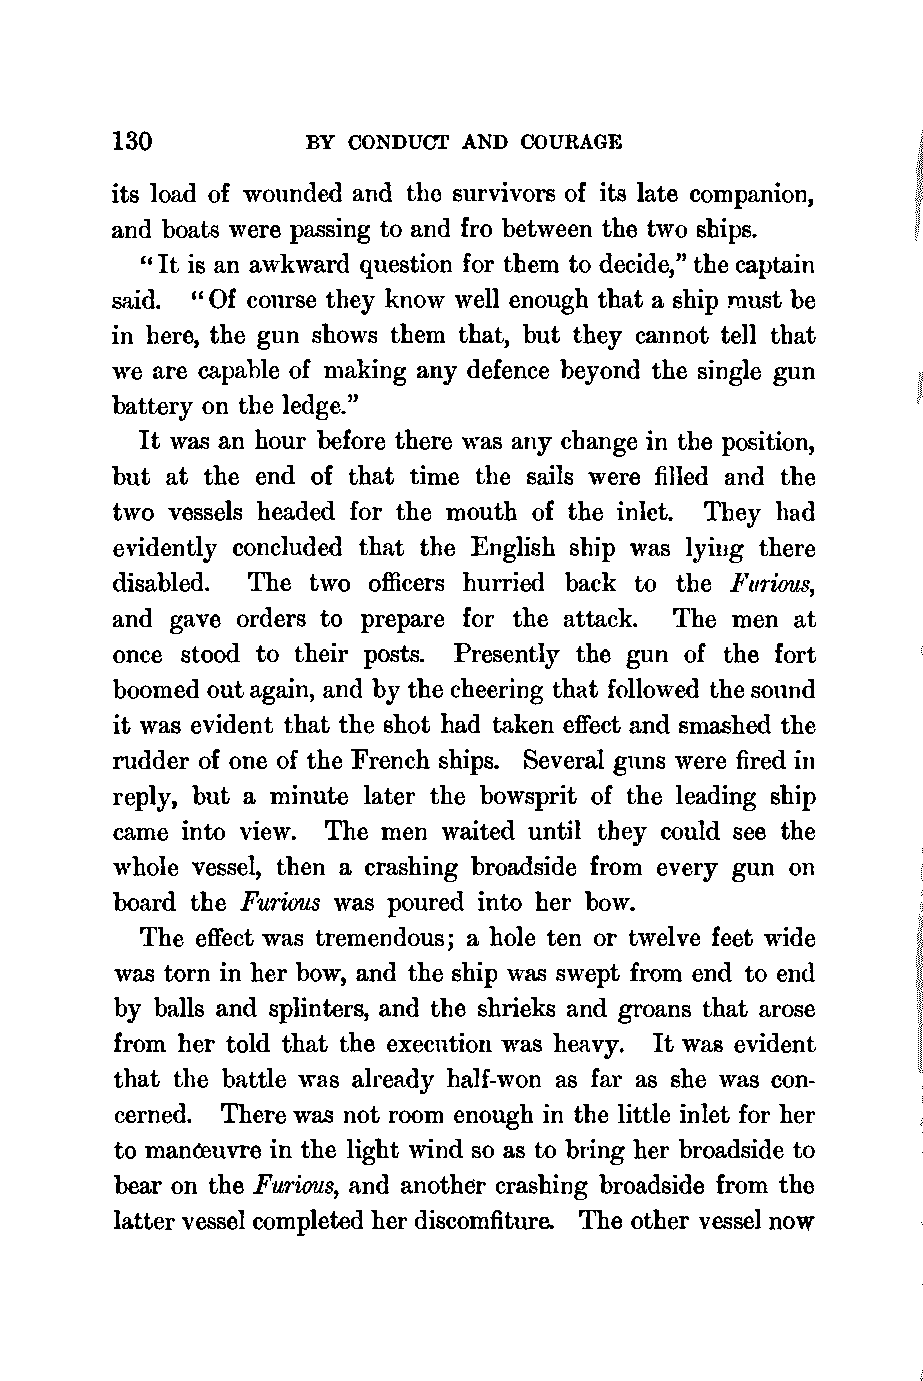 130 BY CONDUCT AND COURAGE
its load of wounded and the survivors of its late companion,
and boats were passing to and fro between the two ships.
“It is an awkward question for them to decide,” the captain
said. “Of course they know well enough that a ship must be
in here, the gun shows them that, but they cannot tell that
we are capable of making any defence beyond the single gun
battery on the ledge.”
It was an hour before there was any change in the position,
but at the end of that time the sails were filled and the
two vessels headed for the mouth of the inlet. They had
evidently concluded that the English ship was lying there
disabled. The two officers hurried back to the Furious,
and gave orders to prepare for the attack. The men at
once stood to their posts. Presently the gun of the fort
boomed out again, and by the cheering that followed the sound
it was evident that the shot had taken effect and smashed the
rudder of one of the French ships. Several guns were fired in
reply, but a minute later the bowsprit of the leading ship
came into view. The men waited until they could see the
whole vessel, then a crashing broadside from every gun on
board the Furious was poured into her bow.
The effect was tremendous; a hole ten or twelve feet wide
was torn in her bow, and the ship was swept from end to end
by balls and splinters, and the shrieks and groans that arose
from her told that the execution was heavy. It was evident
that the battle was already half-won as far as she was con-
cerned. There was not room enough in the little inlet for her
to manœuvre in the light wind so as to bring her broadside to
bear on the Furious, and another crashing broadside from the
latter vessel completed her discomfiture. The other vessel now